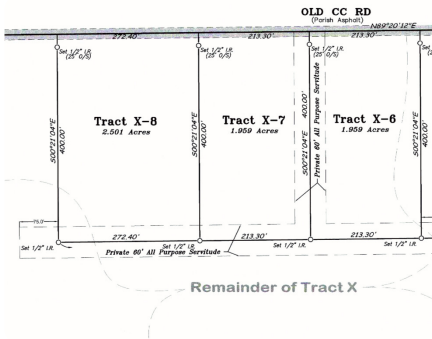 OLD CC RD
(Parish Asphalt)
N89°20'12"E
272.40'
213.30'
213.30'
Set 1/2" I.R.
(25' O/S)
Set 1/2" I.R.
(25' O/S)
Set 1/2" I.R.
(25' O/S)
Tract X-8
2.501 Acres
Tract X-7
1.959 Acres
Tract X-6
1.959 Acres
S00°21'04"E
400.00'
S00°21'04"E
400.00'
S00°21'04"E
400.00'
Private 60' All Purpose Servitude
S00°21'04"E
400.00'
272.40'
213.30'
213.30'
Set 1/2" I.R.
Set 1/2" I.R.
Set 1/2" I.R.
Set 1/2" I.R.
Private 60' All Purpose Servitude
Remainder of Tract X